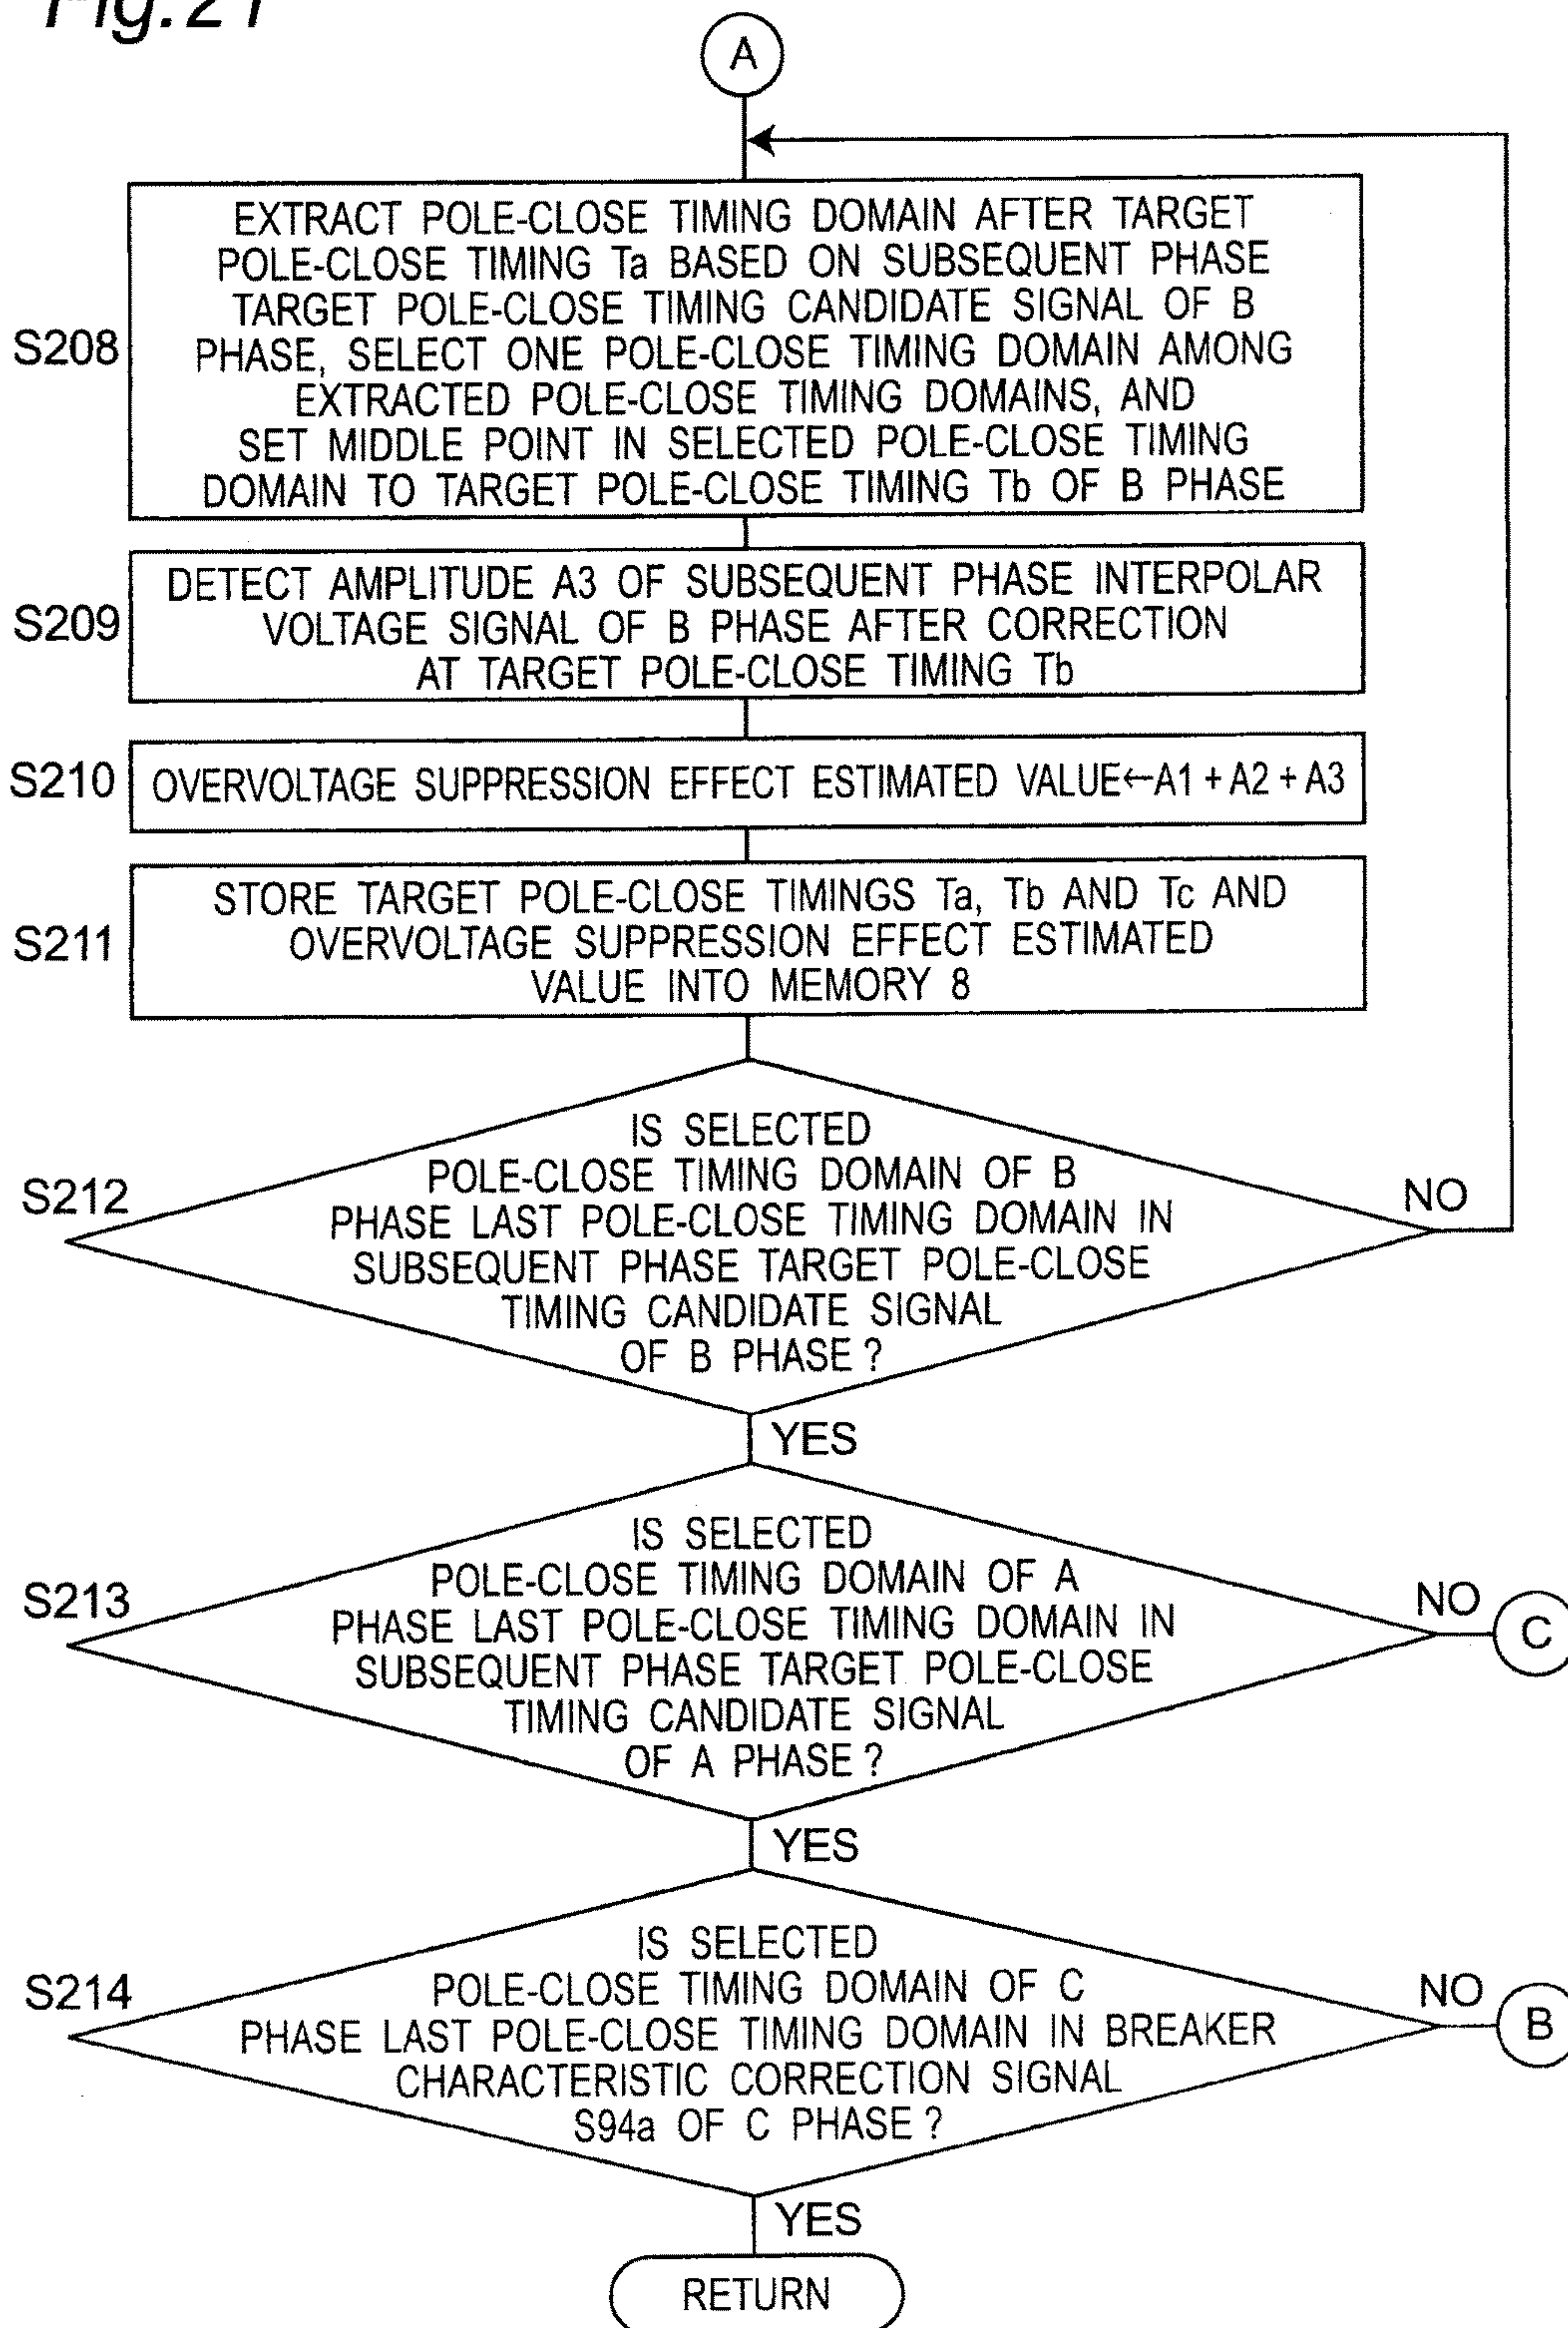 Fig.21
A
S208
EXTRACT POLE-CLOSE TIMING DOMAIN AFTER TARGET
POLE-CLOSE TIMING Ta BASED ON SUBSEQUENT PHASE
TARGET POLE-CLOSE TIMING CANDIDATE SIGNAL OF B
PHASE, SELECT ONE POLE-CLOSE TIMING DOMAIN AMONG
EXTRACTED POLE-CLOSE TIMING DOMAINS, AND
SET MIDDLE POINT IN SELECTED POLE-CLOSE TIMING
DOMAIN TO TARGET POLE-CLOSE TIMING Tb OF B PHASE
S209
DETECT AMPLITUDE A3 OF SUBSEQUENT PHASE INTERPOLAR
VOLTAGE SIGNAL OF B PHASE AFTER CORRECTION
AT TARGET POLE-CLOSE TIMING Tb
S210
OVERVOLTAGE SUPPRESSION EFFECT ESTIMATED VALUE←A1 + A2 + A3
S211
STORE TARGET POLE-CLOSE TIMINGS Ta, Tb AND Tc AND
OVERVOLTAGE SUPPRESSION EFFECT ESTIMATED
VALUE INTO MEMORY 8
S212
IS SELECTED
POLE-CLOSE TIMING DOMAIN OF B
PHASE LAST POLE-CLOSE TIMING DOMAIN IN
SUBSEQUENT PHASE TARGET POLE-CLOSE
TIMING CANDIDATE SIGNAL
OF B PHASE ?
NO
YES
S213
IS SELECTED
POLE-CLOSE TIMING DOMAIN OF A
PHASE LAST POLE-CLOSE TIMING DOMAIN IN
SUBSEQUENT PHASE TARGET POLE-CLOSE
TIMING CANDIDATE SIGNAL
OF A PHASE ?
NO
C
YES
S214
IS SELECTED
POLE-CLOSE TIMING DOMAIN OF C
PHASE LAST POLE-CLOSE TIMING DOMAIN IN BREAKER
CHARACTERISTIC CORRECTION SIGNAL
S94a OF C PHASE ?
NO
B
YES
RETURN